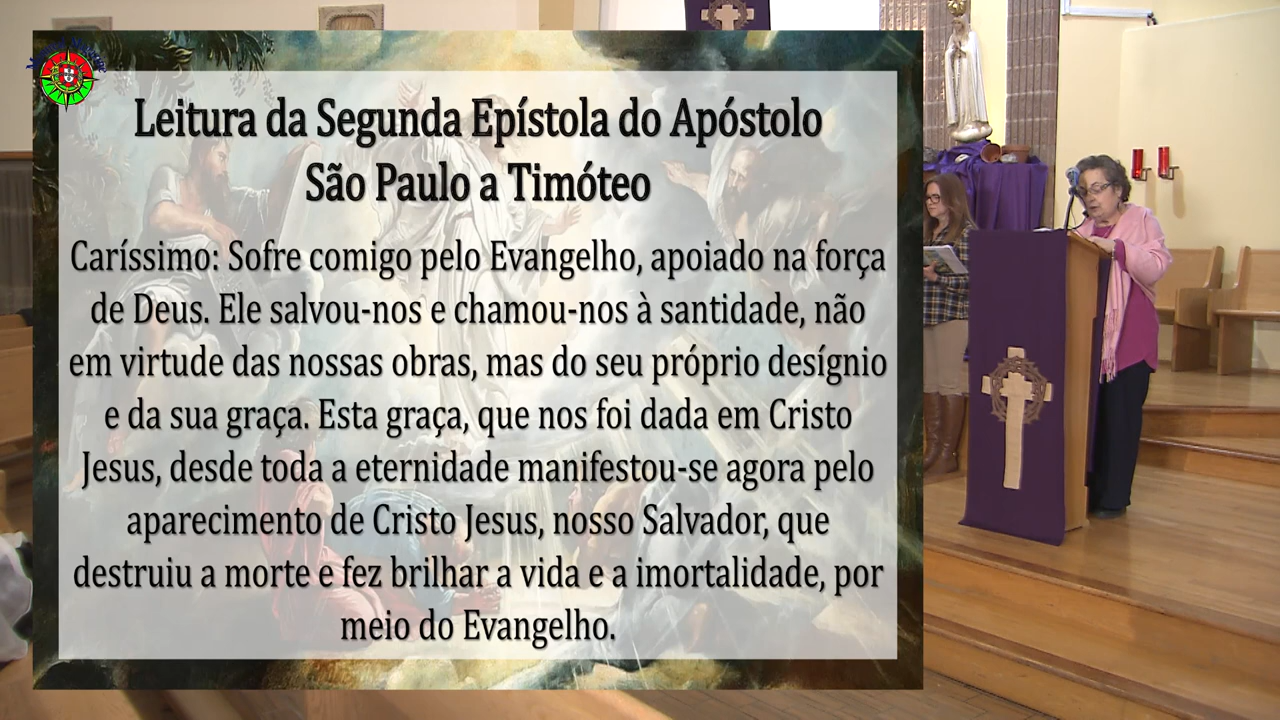 Leitura da Segunda Epístola do Apóstolo
São Paulo a Timóteo
Caríssimo: Sofre comigo pelo Evangelho, apoiado na força
de Deus. Ele salvou-nos e chamou-nos à santidade, não
em virtude das nossas obras, mas do seu próprio desígnio
e da sua graça. Esta graça, que nos foi dada em Cristo
Jesus, desde toda a eternidade manifestou-se agora pelo
aparecimento de Cristo Jesus, nosso Salvador, que
destruiu a morte e fez brilhar a vida e a imortalidade, por
meio do Evangelho.